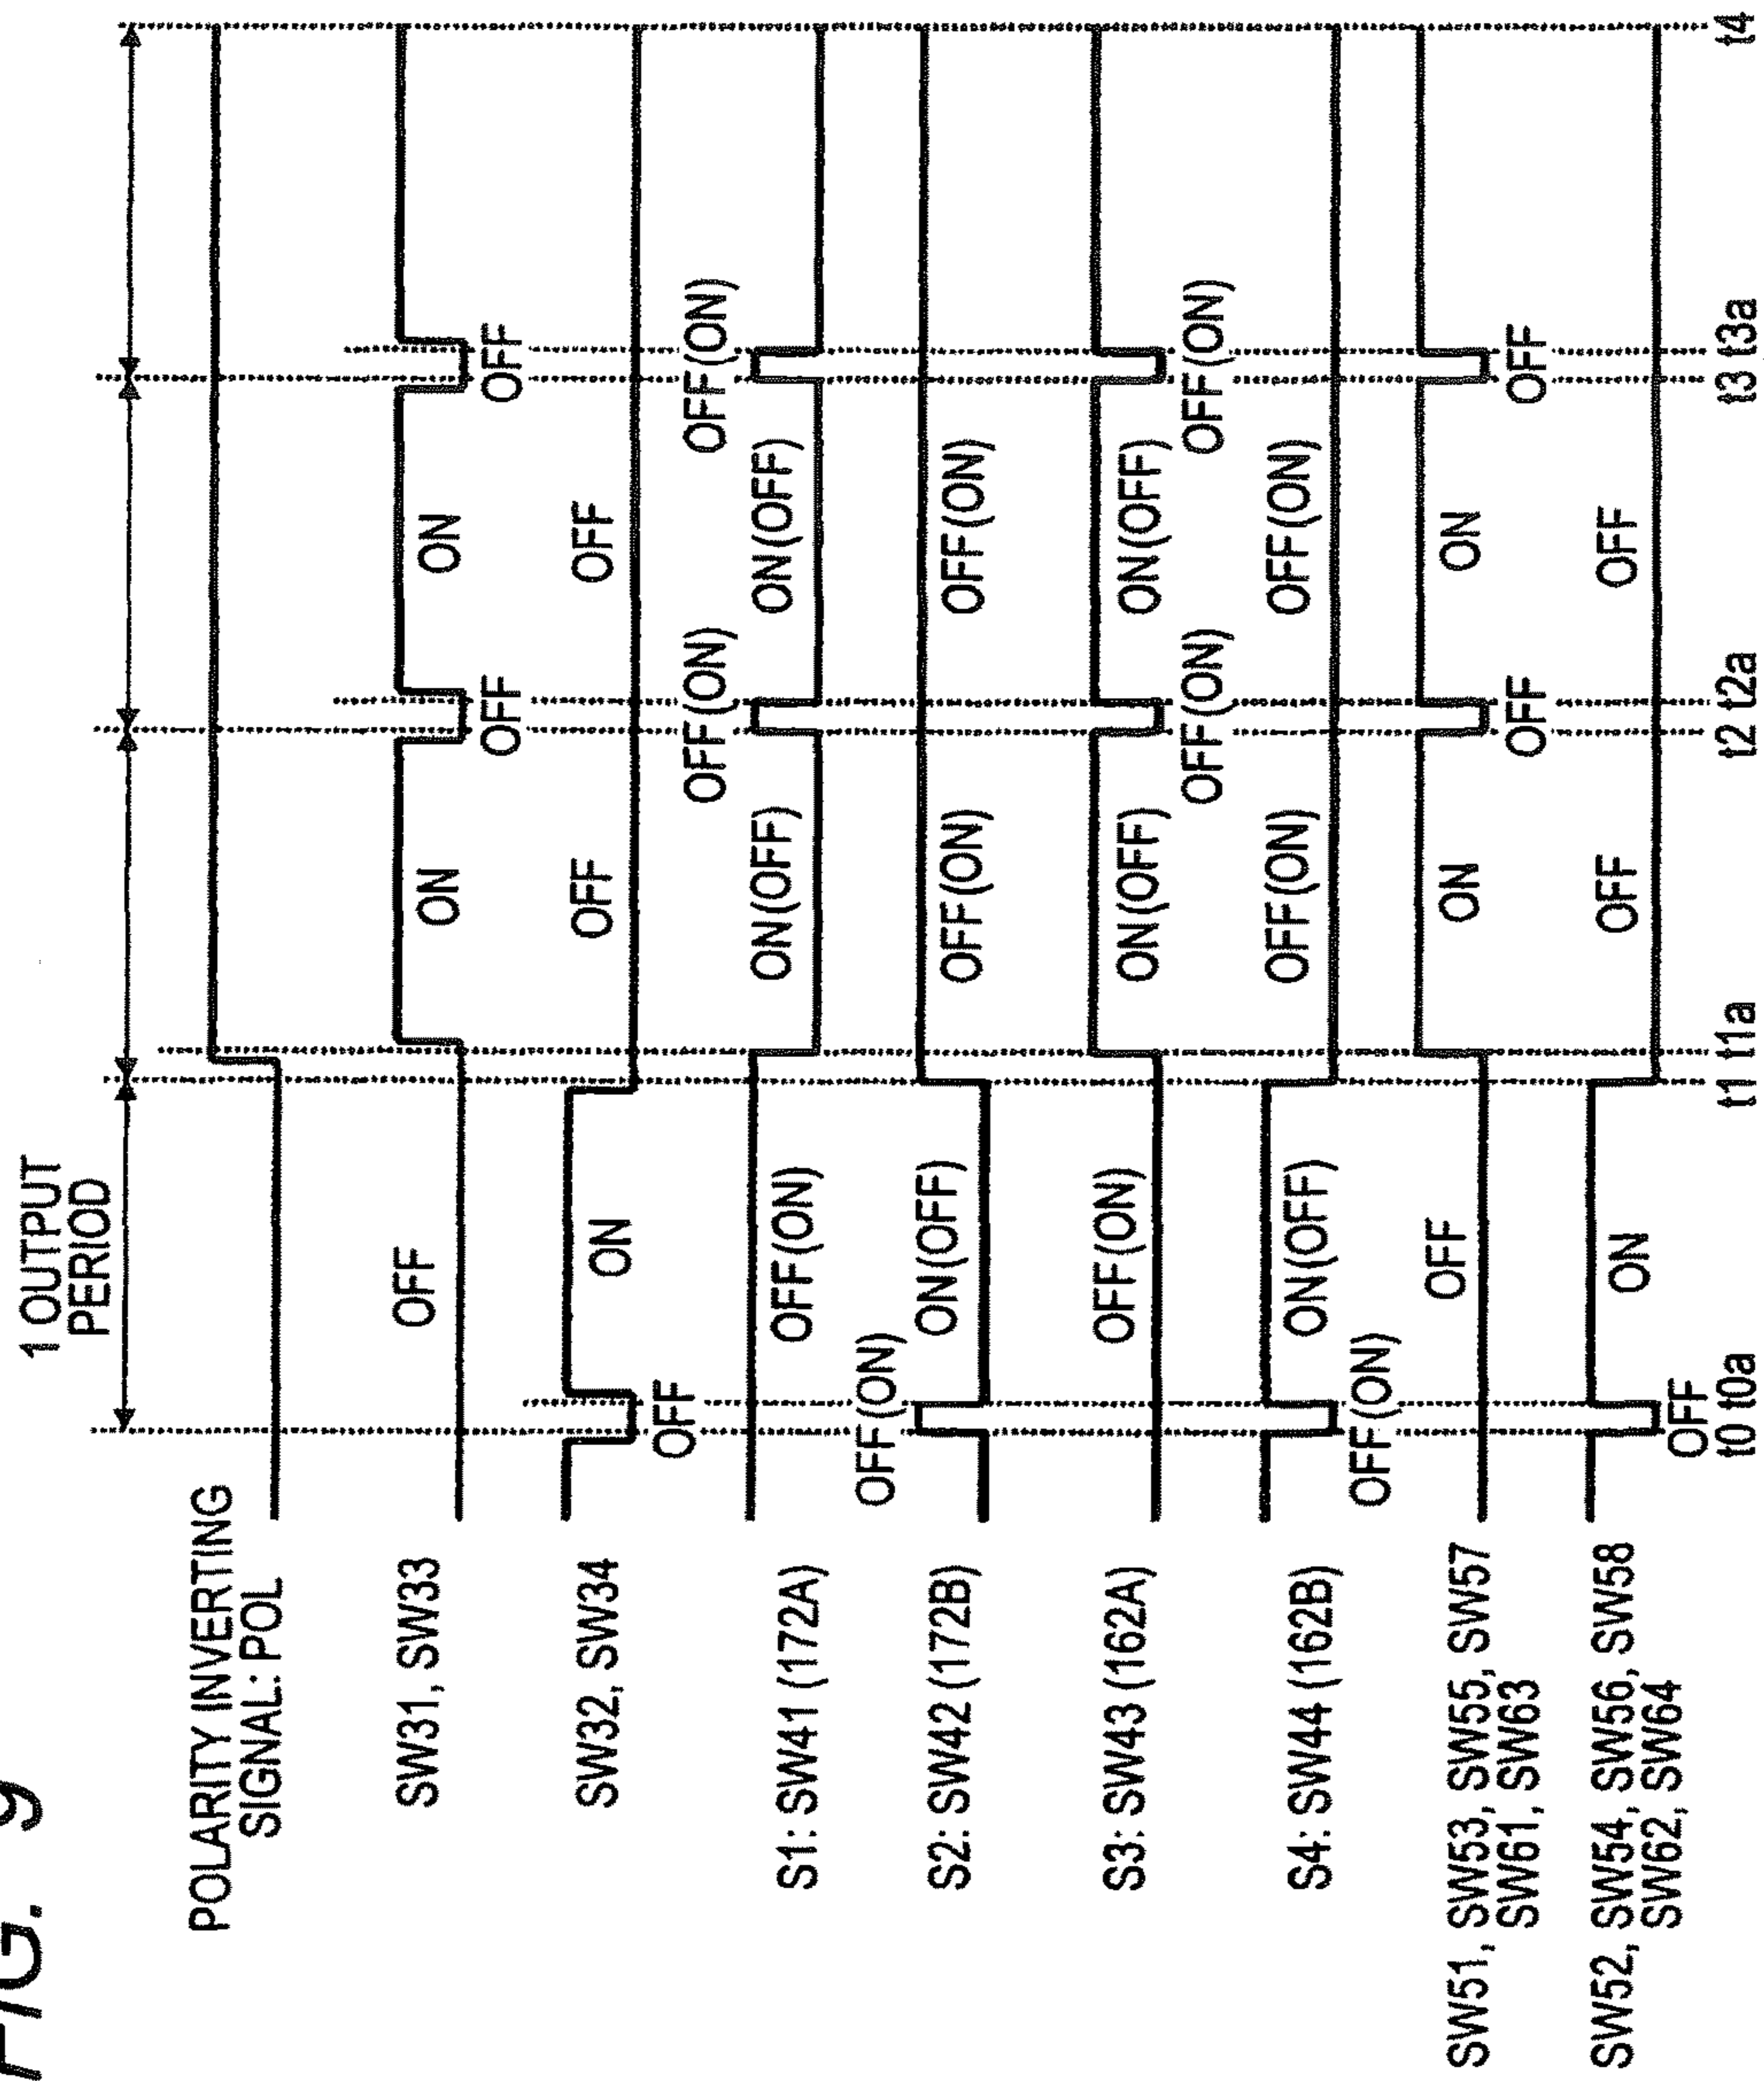 FIG. 9
1 OUTPUT
PERIOD
POLARITY INVERTING
SIGNAL: POL
SW31, SW33
OFF
ON
OFF
ON
OFF
SW32, SW34
OFF
ON
OFF
OFF
S1: SW41 (172A)
OFF(ON)
ON(OFF)
OFF(ON)
ON(OFF)
OFF(ON)
S2: SW42 (172B)
OFF(ON)
ON(OFF)
OFF(ON)
OFF(ON)
S3: SW43 (162A)
OFF(ON)
ON(OFF)
OFF(ON)
ON(OFF)
OFF(ON)
S4: SW44 (162B)
OFF(ON)
ON(OFF)
OFF(ON)
OFF(ON)
SW51, SW53, SW55, SW57
SW61, SW63
OFF
ON
OFF
ON
OFF
SW52, SW54, SW56, SW58
SW62, SW64
OFF
ON
OFF
OFF
t0 t0a t1 t1a t2 t2a t3 t3a t4